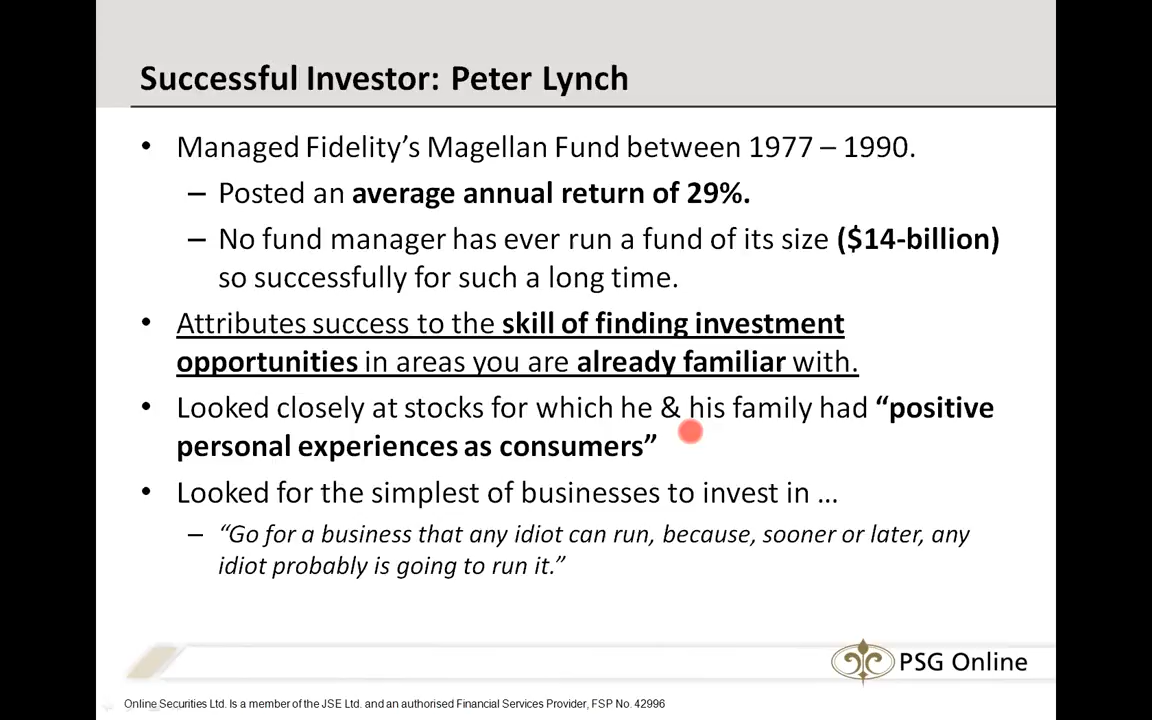 Successful Investor: Peter Lynch
• Managed Fidelity’s Magellan Fund between 1977 – 1990.
– Posted an average annual return of 29%.
– No fund manager has ever run a fund of its size ($14-billion)
so successfully for such a long time.
• Attributes success to the skill of finding investment
opportunities in areas you are already familiar with.
• Looked closely at stocks for which he & his family had “positive
personal experiences as consumers”
• Looked for the simplest of businesses to invest in …
– “Go for a business that any idiot can run, because, sooner or later, any
idiot probably is going to run it.”
PSG Online
Online Securities Ltd. Is a member of the JSE Ltd. and an authorised Financial Services Provider, FSP No. 42996